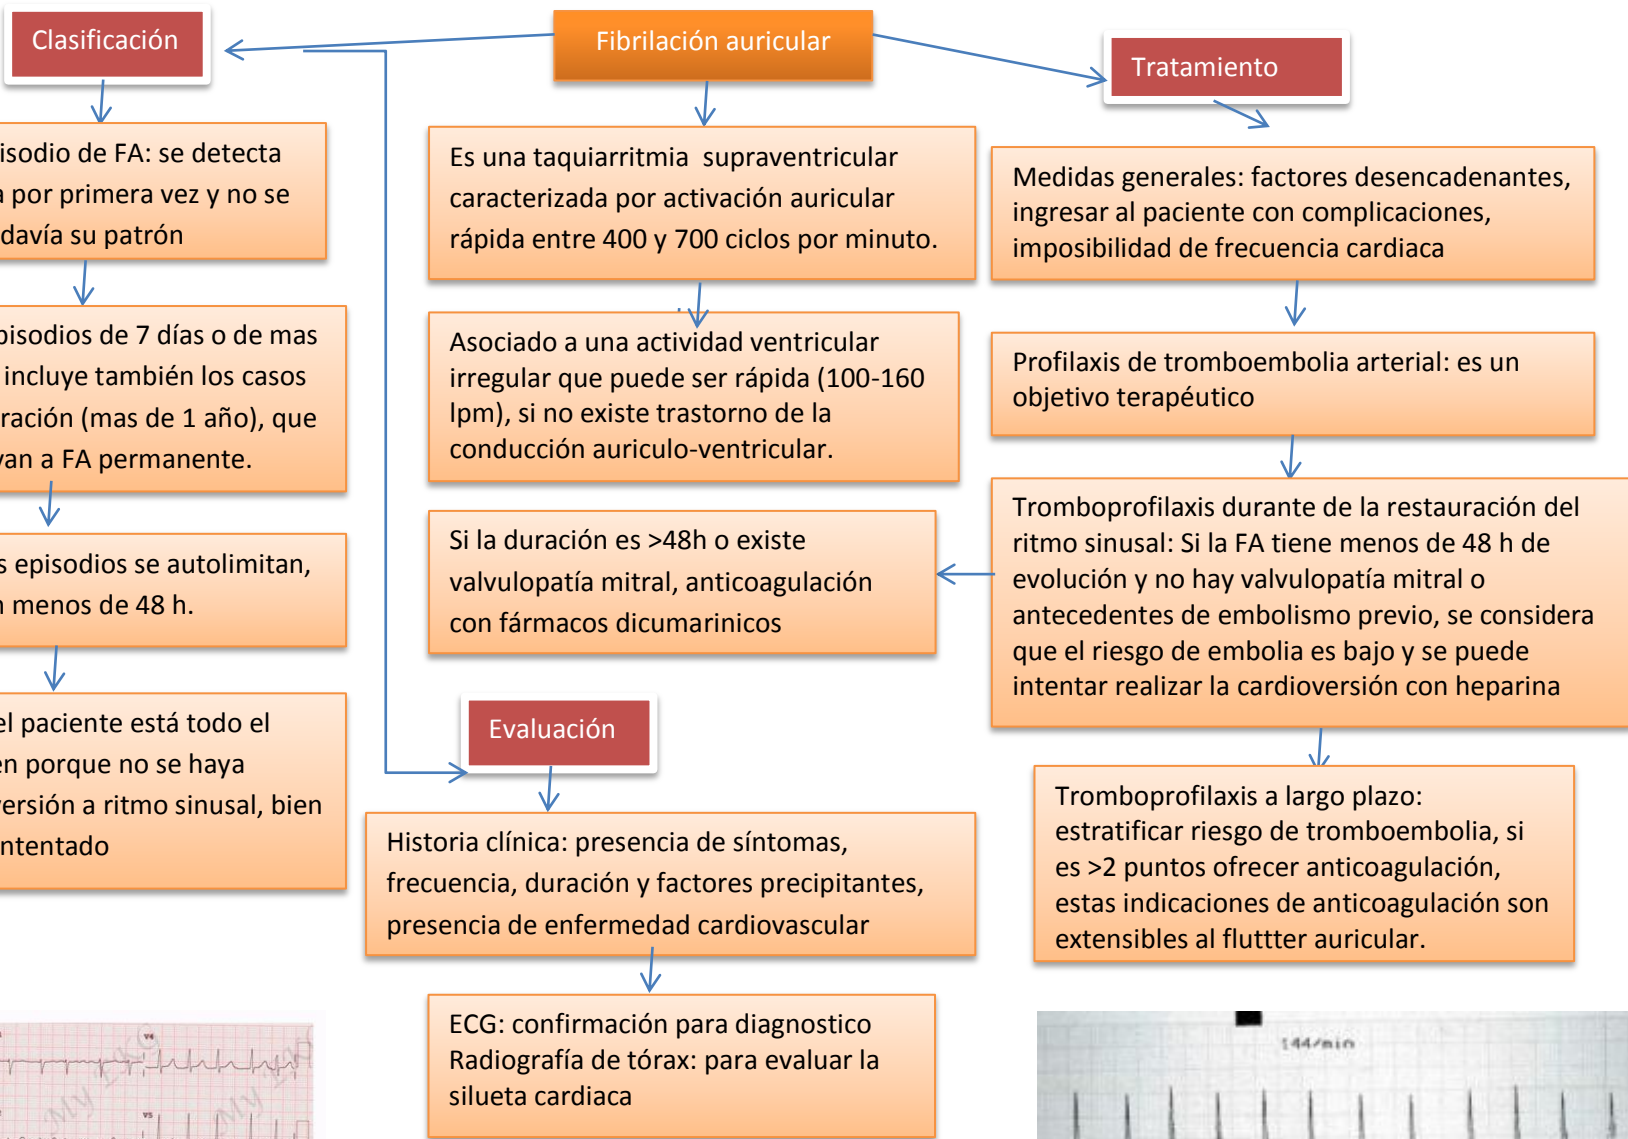 Clasificación
Fibrilación auricular
Tratamiento
isodio de FA: se detecta
a por primera vez y no se
davía su patrón
pisodios de 7 días o de mas
incluye también los casos
ración (mas de 1 año), que
van a FA permanente.
s episodios se autolimitan,
n menos de 48 h.
el paciente está todo el
en porque no se haya
versión a ritmo sinusal, bien
ntentado
Es una taquiarritmia  supraventricular
caracterizada por activación auricular
rápida entre 400 y 700 ciclos por minuto.
Asociado a una actividad ventricular
irregular que puede ser rápida (100-160
lpm), si no existe trastorno de la
conducción auriculo-ventricular.
Si la duración es >48h o existe
valvulopatía mitral, anticoagulación
con fármacos dicumarinicos
Evaluación
Historia clínica: presencia de síntomas,
frecuencia, duración y factores precipitantes,
presencia de enfermedad cardiovascular
ECG: confirmación para diagnostico
Radiografía de tórax: para evaluar la
silueta cardiaca
Medidas generales: factores desencadenantes,
ingresar al paciente con complicaciones,
imposibilidad de frecuencia cardiaca
Profilaxis de tromboembolia arterial: es un
objetivo terapéutico
Tromboprofilaxis durante de la restauración del
ritmo sinusal: Si la FA tiene menos de 48 h de
evolución y no hay valvulopatía mitral o
antecedentes de embolismo previo, se considera
que el riesgo de embolia es bajo y se puede
intentar realizar la cardioversión con heparina
Tromboprofilaxis a largo plazo:
estratificar riesgo de tromboembolia, si
es >2 puntos ofrecer anticoagulación,
estas indicaciones de anticoagulación son
extensibles al fluttter auricular.
V4
V5
144/min